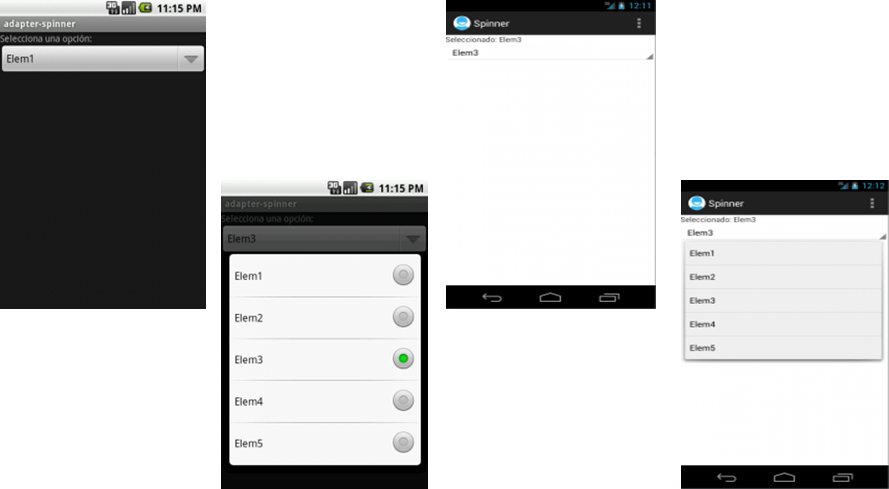 11:15 PM
adapter-spinner
Selecciona una opción:
Elem1
11:15 PM
adapter-spinner
Selecciona una opción:
Elem3
Elem1
Elem2
Elem3
Elem4
Elem5
12:11
Spinner
Seleccionado: Elem3
Elem3
12:12
Spinner
Seleccionado: Elem3
Elem3
Elem1
Elem2
Elem3
Elem4
Elem5